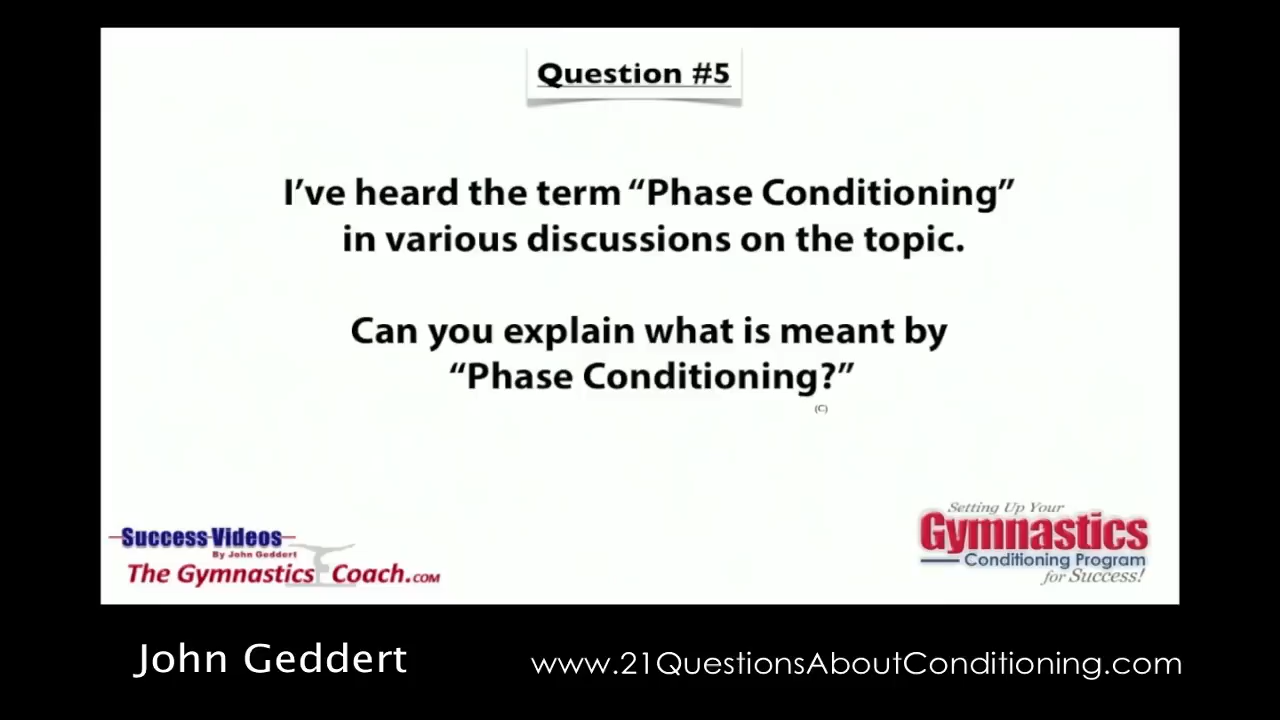 Question #5
I’ve heard the term “Phase Conditioning”
in various discussions on the topic.
Can you explain what is meant by
“Phase Conditioning?”
(C)
Success Videos
By John Geddert
The Gymnastics Coach.com
Setting Up Your
Gymnastics
Conditioning Program
for Success!
John Geddert
www.21QuestionsAboutConditioning.com